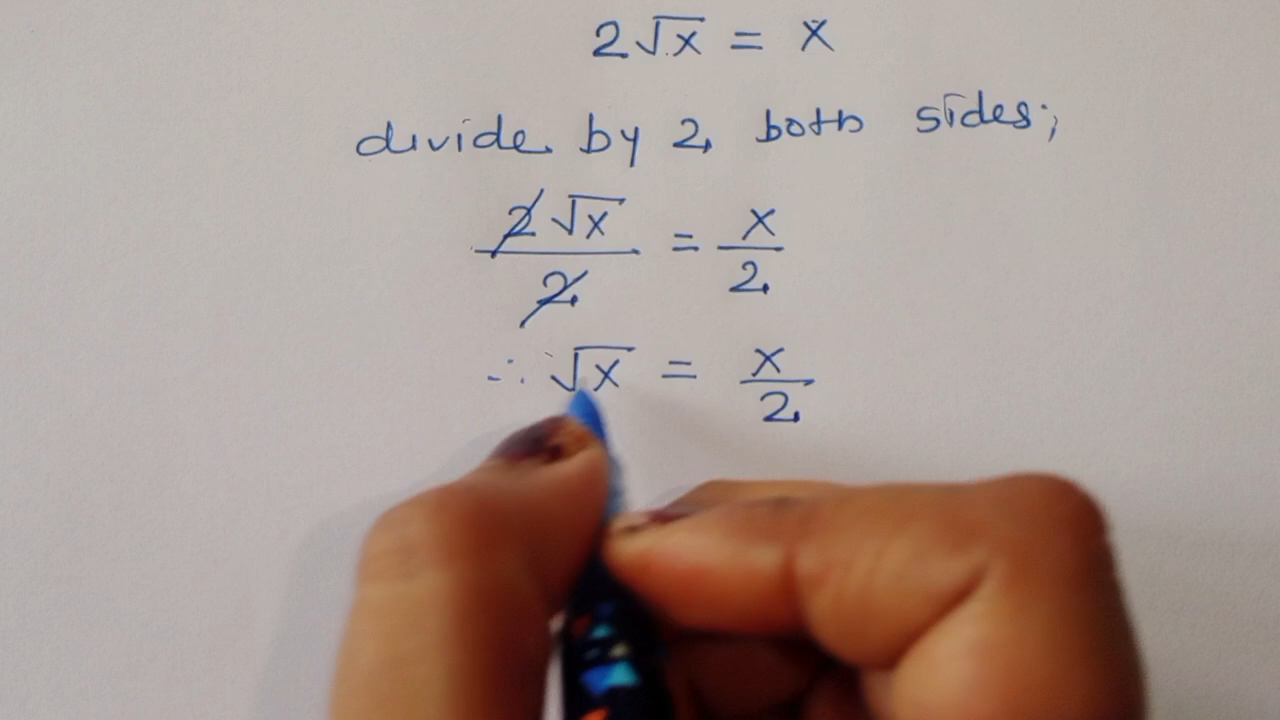 2√x = x
divide by 2 both sides;
2√x/2 = x/2
∴ √x = x/2